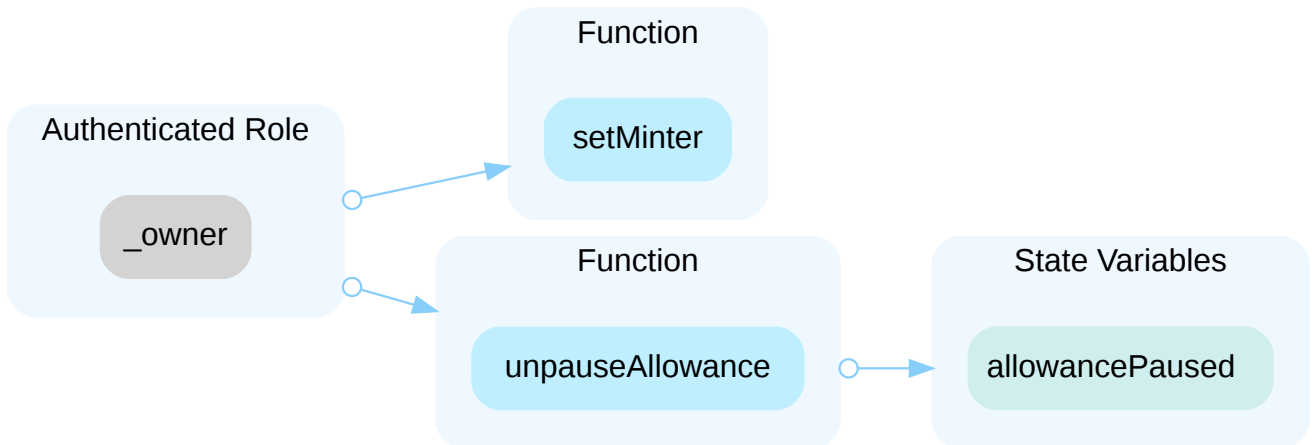 Authenticated Role
_owner
Function
setMinter
Function
unpauseAllowance
State Variables
allowancePaused